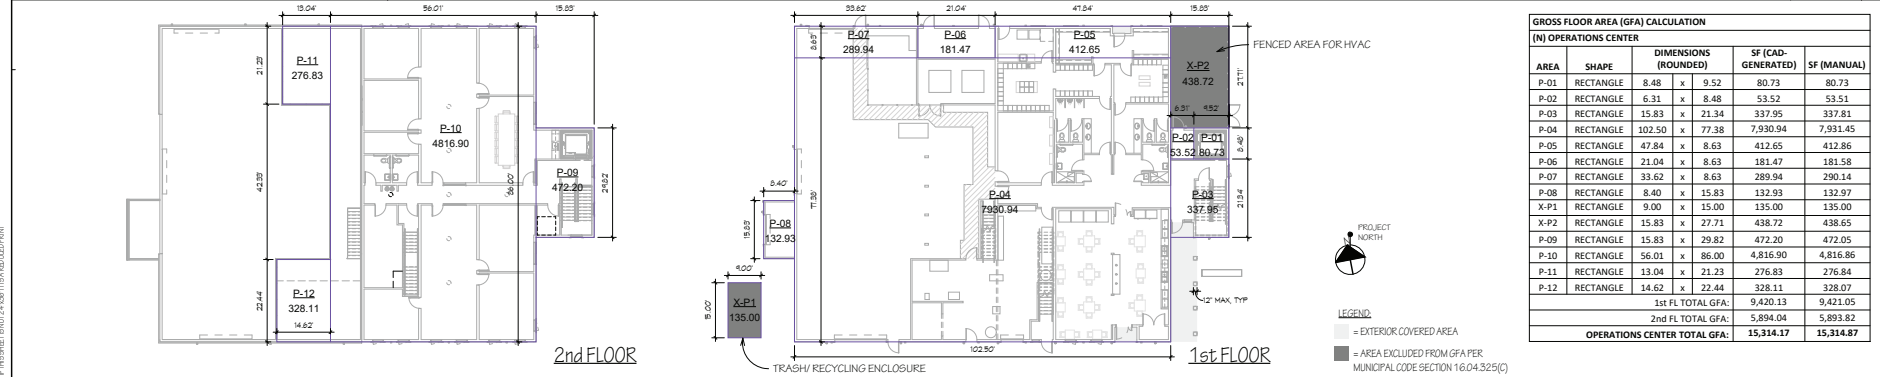 13.04'
56.01'
15.83'
P-11
276.83
21.23'
P-10
4816.90
42.33'
86.00'
P-09
472.20
29.82'
P-12
328.11
22.44'
14.62'
2nd FLOOR
33.62'
21.04'
47.84'
15.83'
P-07
289.94
8.63'
P-06
181.47
P-05
412.65
X-P2
438.72
27.71'
FENCED AREA FOR HVAC
6.31'
9.52'
P-02
53.52
P-01
80.73
8.48'
8.40'
77.38'
P-04
7930.94
P-03
337.95
21.34'
P-08
132.93
15.83'
9.00'
X-P1
135.00
15.00'
12" MAX, TYP
102.50'
1st FLOOR
TRASH/ RECYCLING ENCLOSURE
PROJECT
NORTH
LEGEND:
= EXTERIOR COVERED AREA
= AREA EXCLUDED FROM GFA PER
MUNICIPAL CODE SECTION 16.04.325(C)
GROSS FLOOR AREA (GFA) CALCULATION
(N) OPERATIONS CENTER
AREA SHAPE DIMENSIONS (ROUNDED) SF (CAD-GENERATED) SF (MANUAL)
P-01 RECTANGLE 8.48 x 9.52 80.73 80.73
P-02 RECTANGLE 6.31 x 8.48 53.52 53.51
P-03 RECTANGLE 15.83 x 21.34 337.95 337.81
P-04 RECTANGLE 102.50 x 77.38 7,930.94 7,931.45
P-05 RECTANGLE 47.84 x 8.63 412.65 412.86
P-06 RECTANGLE 21.04 x 8.63 181.47 181.58
P-07 RECTANGLE 33.62 x 8.63 289.94 290.14
P-08 RECTANGLE 8.40 x 15.83 132.93 132.97
X-P1 RECTANGLE 9.00 x 15.00 135.00 135.00
X-P2 RECTANGLE 15.83 x 27.71 438.72 438.65
P-09 RECTANGLE 15.83 x 29.82 472.20 472.05
P-10 RECTANGLE 56.01 x 86.00 4,816.90 4,816.86
P-11 RECTANGLE 13.04 x 21.23 276.83 276.84
P-12 RECTANGLE 14.62 x 22.44 328.11 328.07
1st FL TOTAL GFA: 9,420.13 9,421.05
2nd FL TOTAL GFA: 5,894.04 5,893.82
OPERATIONS CENTER TOTAL GFA: 15,314.17 15,314.87